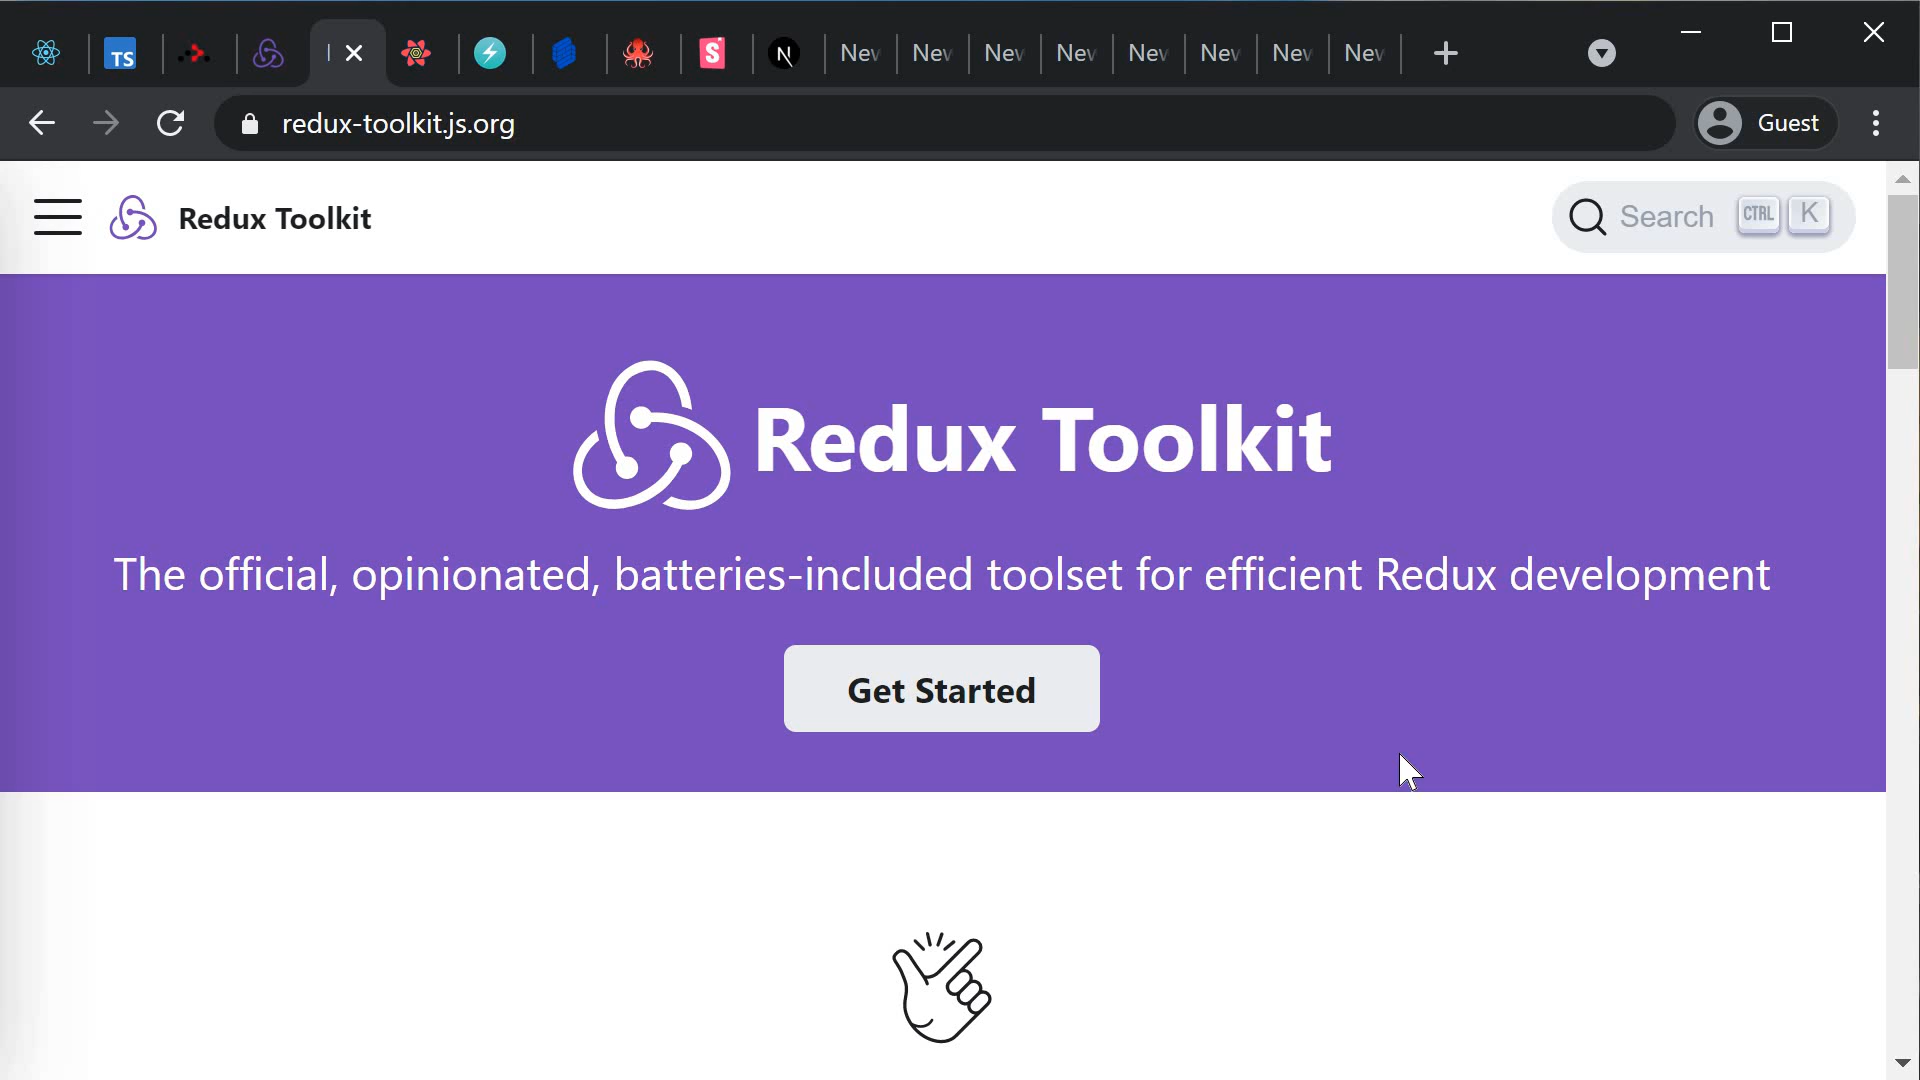 TS
S
N
Nev
Nev
Nev
Nev
Nev
Nev
Nev
Nev
redux-toolkit.js.org
Guest
Redux Toolkit
Search CTRL K
Redux Toolkit
The official, opinionated, batteries-included toolset for efficient Redux development
Get Started